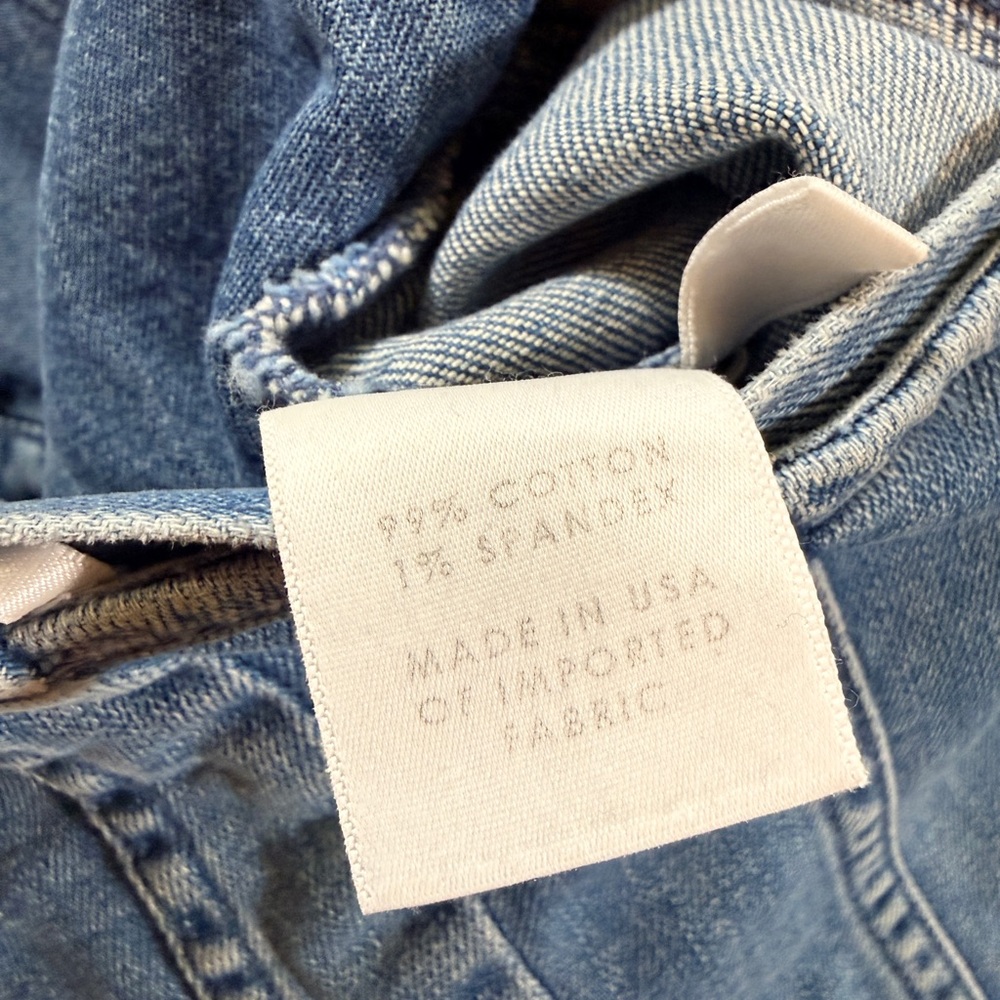 99% COTTON
1% SPANDEX
MADE IN USA
OF IMPORTED
FABRIC